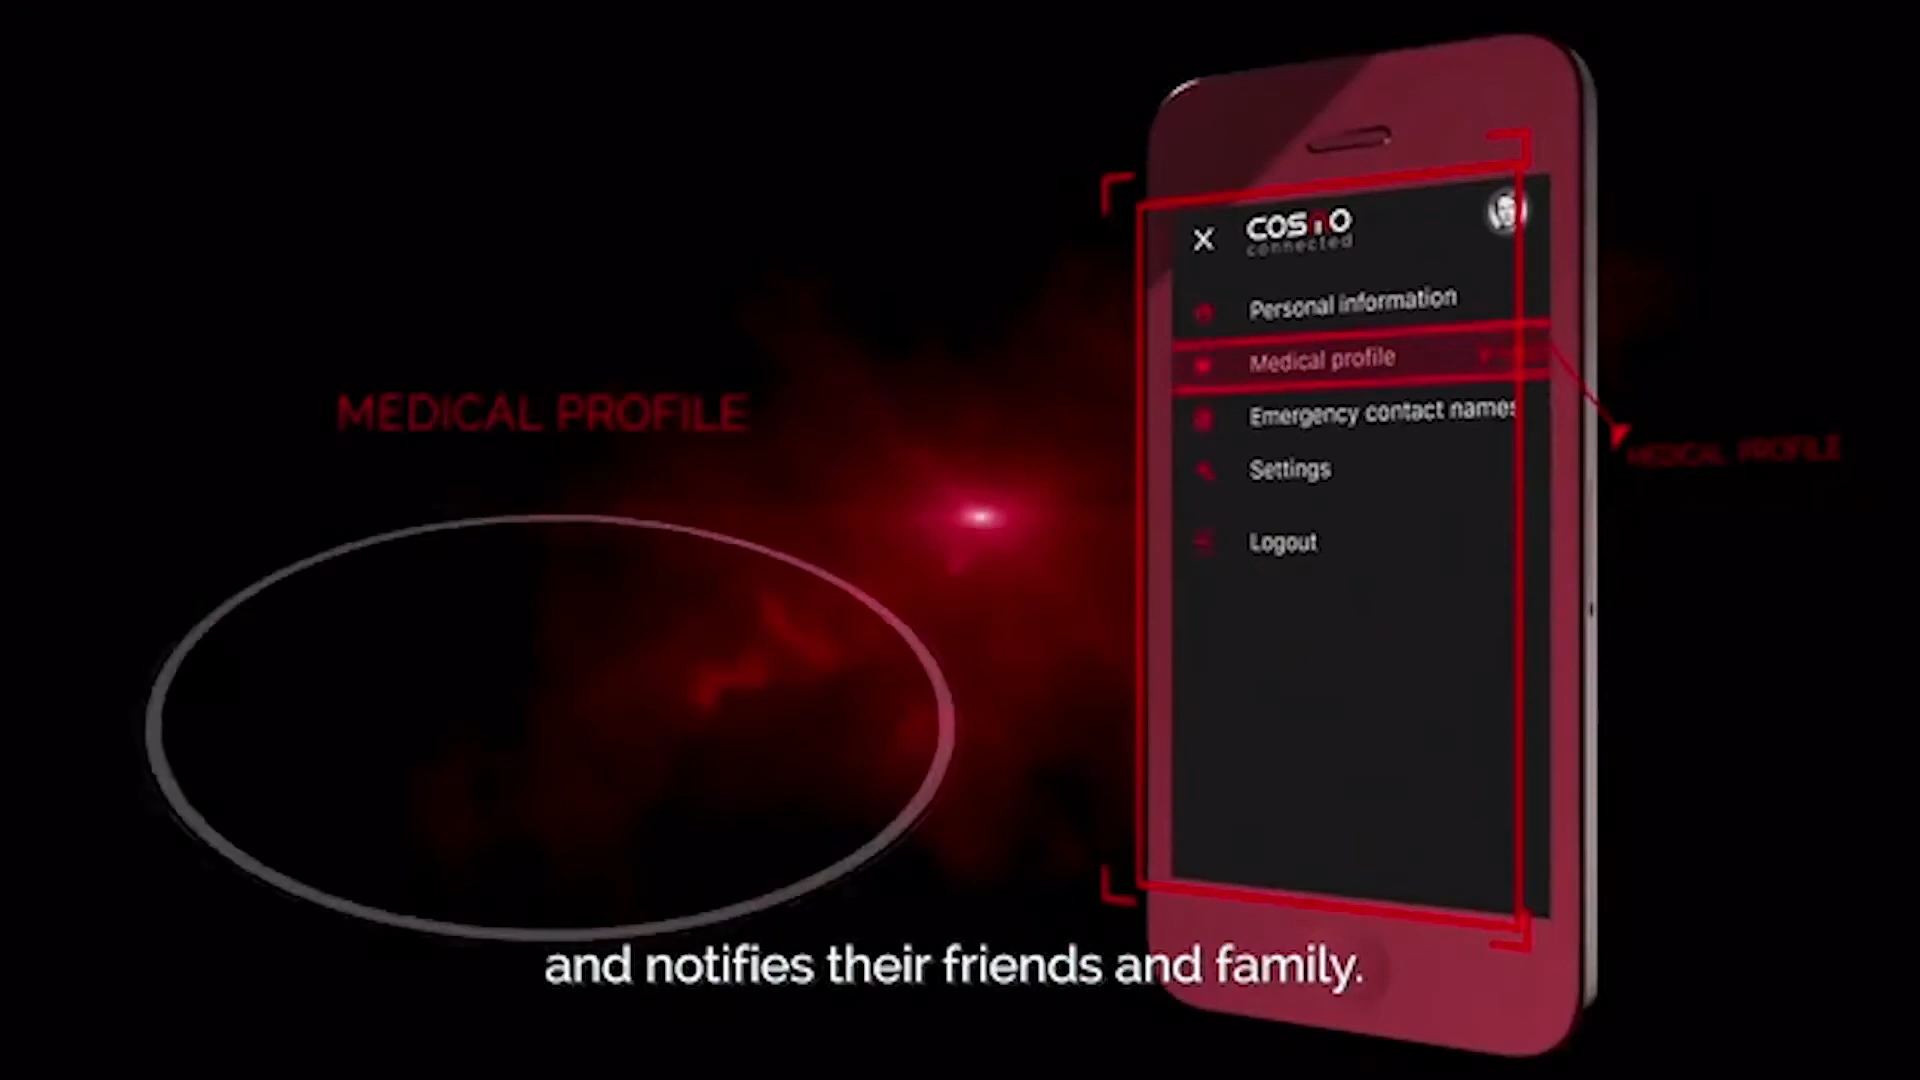 MEDICAL PROFILE
X
COSMO
connected
Personal information
Medical profile
Emergency contact names
Settings
Logout
MEDICAL PROFILE
and notifies their friends and family.